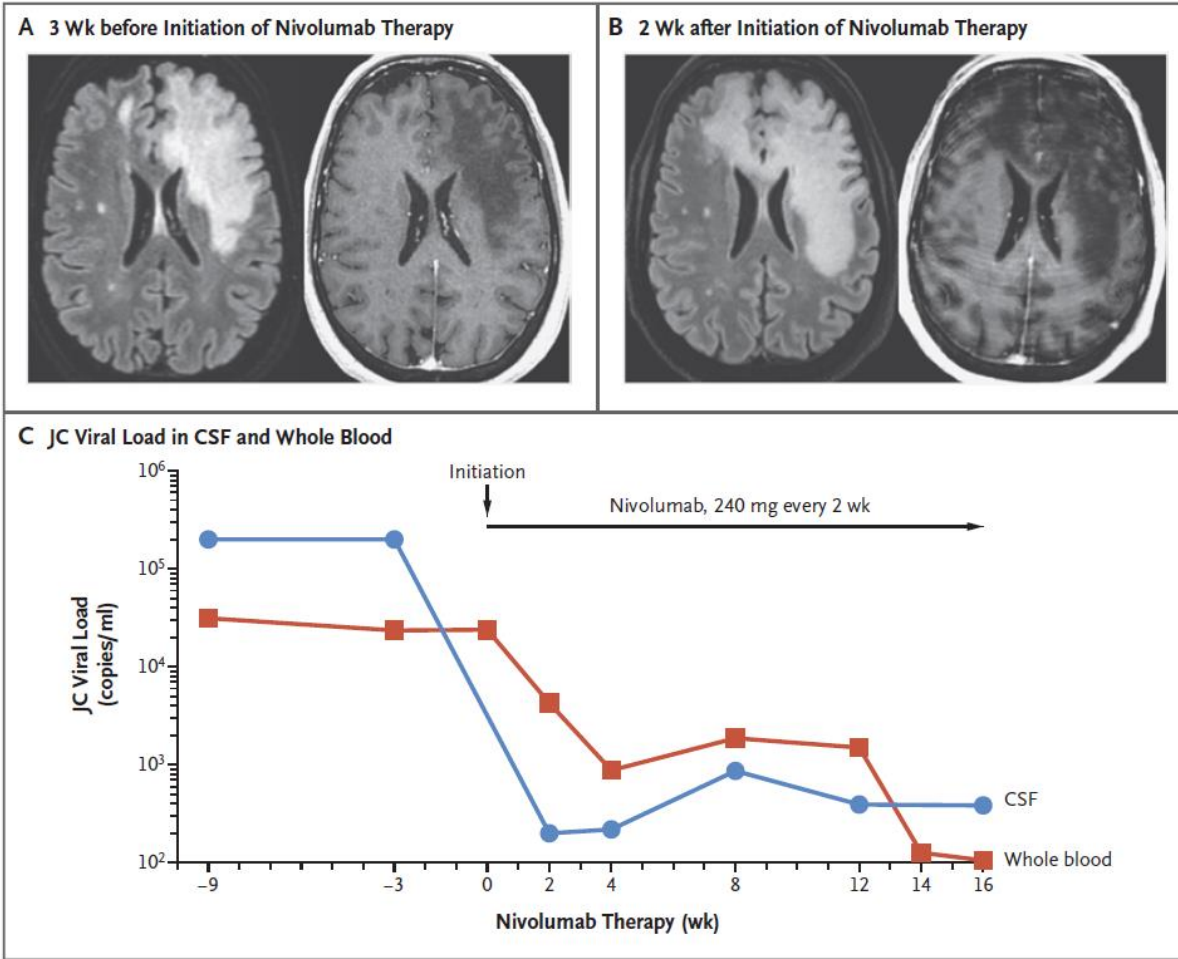 A 3 Wk before Initiation of Nivolumab Therapy
B 2 Wk after Initiation of Nivolumab Therapy
C JC Viral Load in CSF and Whole Blood
10⁶
10⁵
10⁴
10³
10²
JC Viral Load
(copies/ml)
Initiation
Nivolumab, 240 mg every 2 wk
CSF
Whole blood
−9 −3 0 2 4 8 12 14 16
Nivolumab Therapy (wk)